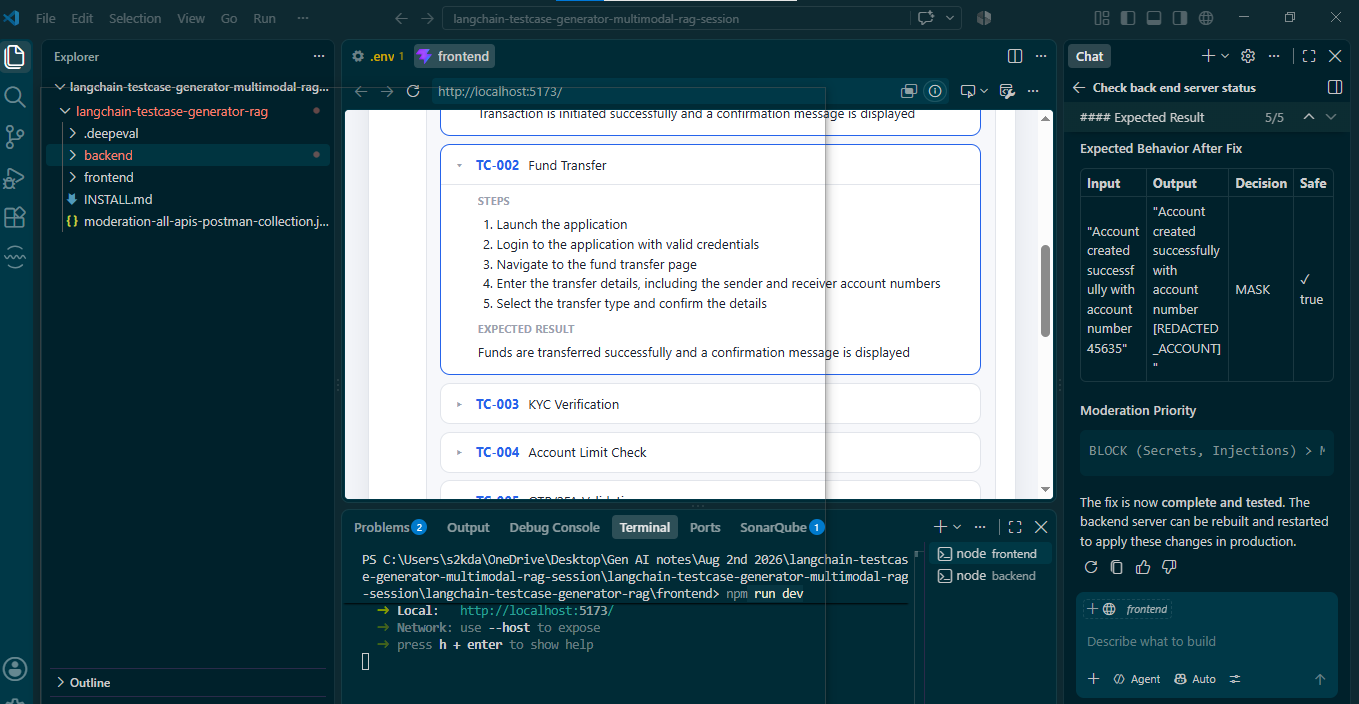 File Edit Selection View Go Run ···
langchain-testcase-generator-multimodal-rag-session
Explorer
langchain-testcase-generator-multimodal-rag...
langchain-testcase-generator-rag
.deepeval
backend
frontend
INSTALL.md
{} moderation-all-apis-postman-collection.j...
Outline
.env 1
frontend
http://localhost:5173/
Transaction is initiated successfully and a confirmation message is displayed
TC-002 Fund Transfer
STEPS
1. Launch the application
2. Login to the application with valid credentials
3. Navigate to the fund transfer page
4. Enter the transfer details, including the sender and receiver account numbers
5. Select the transfer type and confirm the details
EXPECTED RESULT
Funds are transferred successfully and a confirmation message is displayed
TC-003 KYC Verification
TC-004 Account Limit Check
Problems 2 Output Debug Console Terminal Ports SonarQube 1
PS C:\Users\s2kda\OneDrive\Desktop\Gen AI notes\Aug 2nd 2026\langchain-testcas
e-generator-multimodal-rag-session\langchain-testcase-generator-multimodal-rag
-session\langchain-testcase-generator-rag\frontend> npm run dev
➜ Local: http://localhost:5173/
➜ Network: use --host to expose
➜ press h + enter to show help
node frontend
node backend
Chat
Check back end server status
#### Expected Result 5/5
Expected Behavior After Fix
Input Output Decision Safe
"Account
created
successf
ully with
account
number
45635"
"Account
created
successfully
with
account
number
[REDACTED
_ACCOUNT]
"
MASK
✓
true
Moderation Priority
BLOCK (Secrets, Injections) >
The fix is now complete and tested. The
backend server can be rebuilt and restarted
to apply these changes in production.
frontend
Describe what to build
Agent Auto